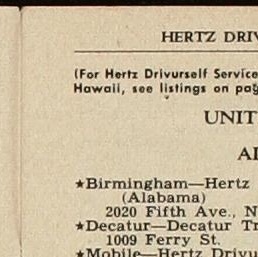 HERTZ DRIV
(For Hertz Drivurself Service
Hawaii, see listings on pag
UNIT
Al
★Birmingham—Hertz
(Alabama)
2020 Fifth Ave., N
★Decatur—Decatur Tr
1009 Ferry St.
★Mobile—Hertz Drivu